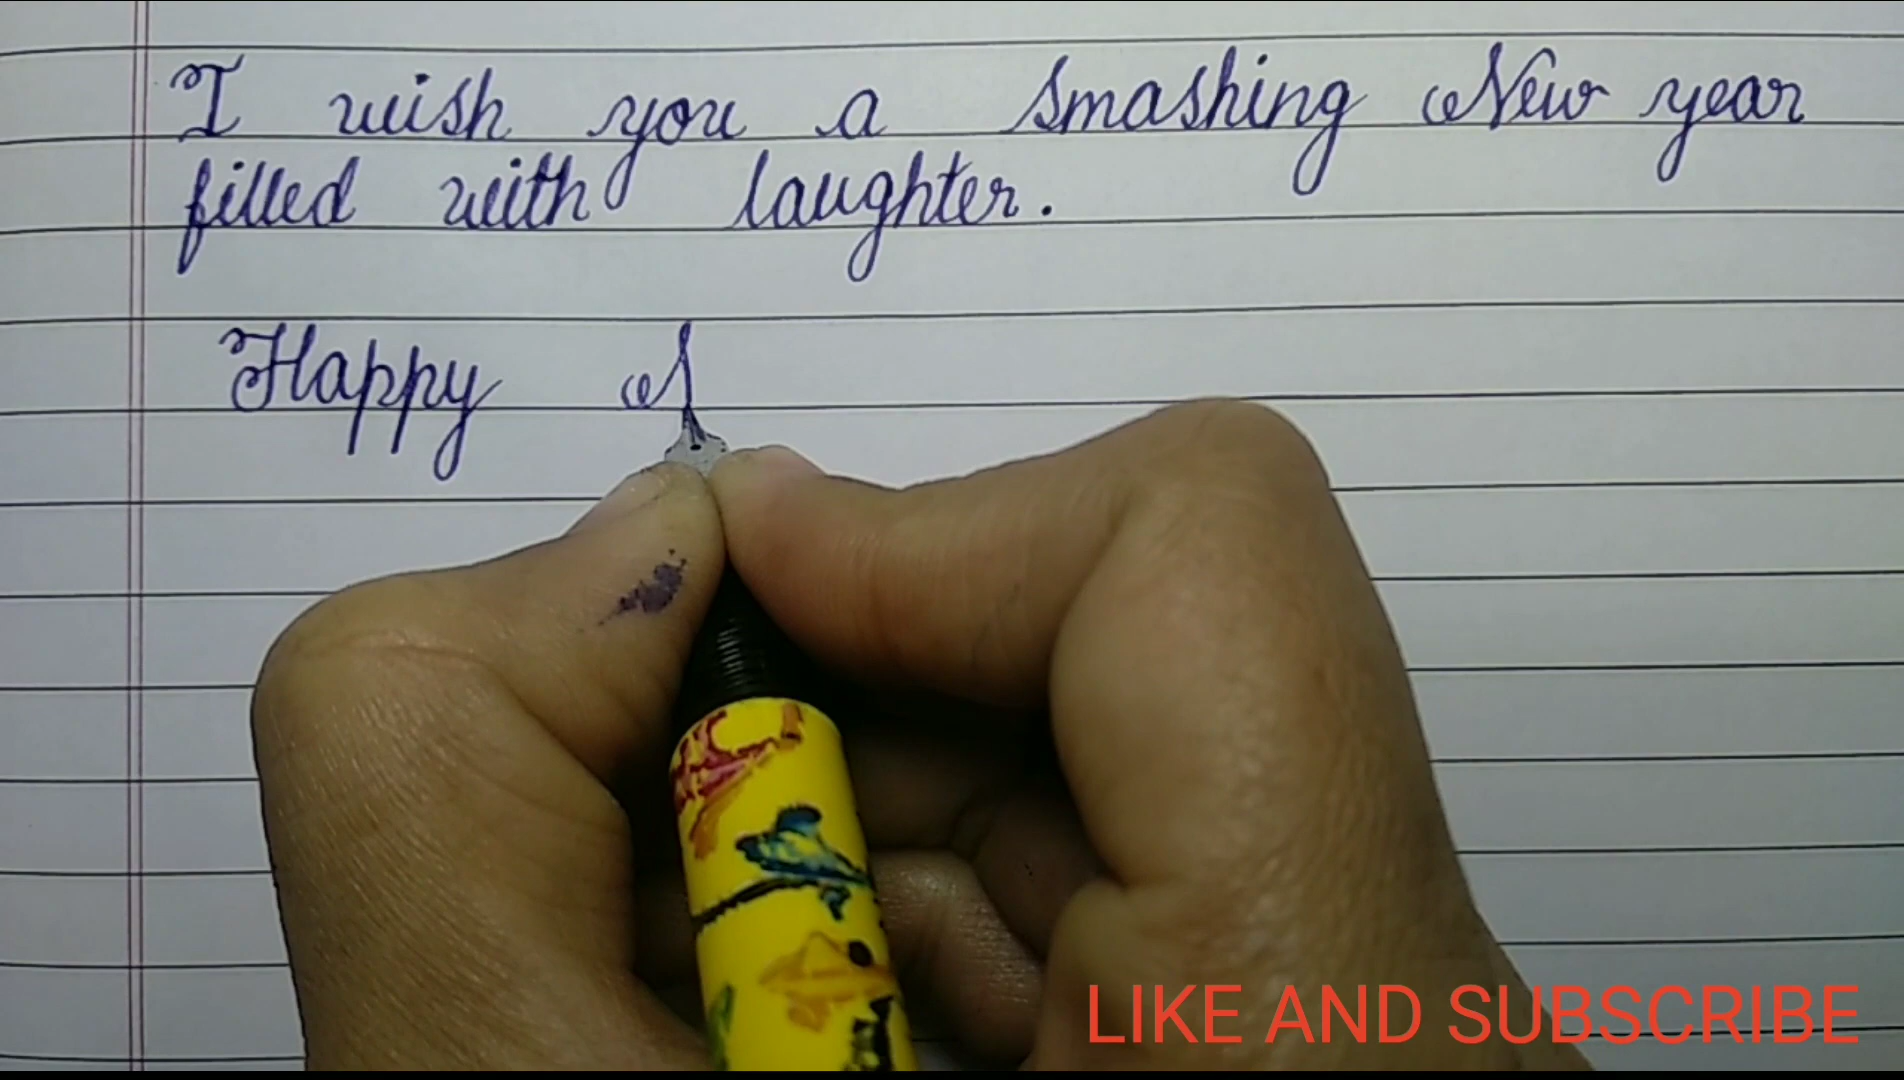 I wish you a smashing New year
filled with laughter.
Happy
LIKE AND SUBSCRIBE